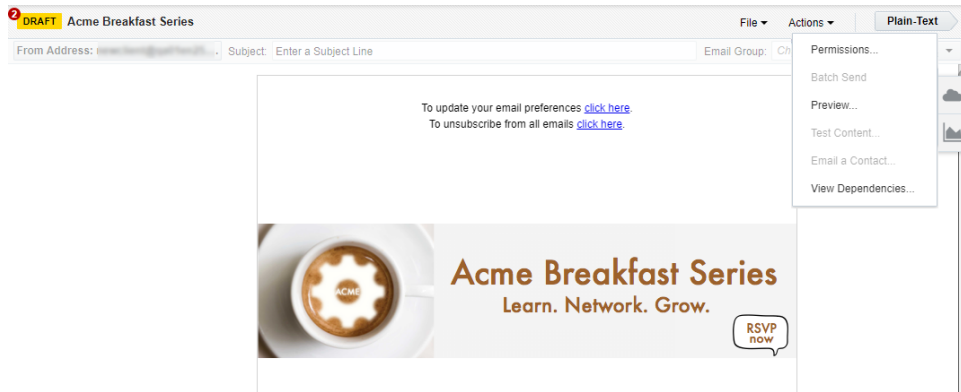 2
DRAFT Acme Breakfast Series File Actions Plain-Text
From Address: Subject: Enter a Subject Line Email Group:
Permissions...
Batch Send
Preview...
Test Content...
Email a Contact...
View Dependencies...
To update your email preferences click here.
To unsubscribe from all emails click here.
ACME
Acme Breakfast Series
Learn. Network. Grow.
RSVP
now